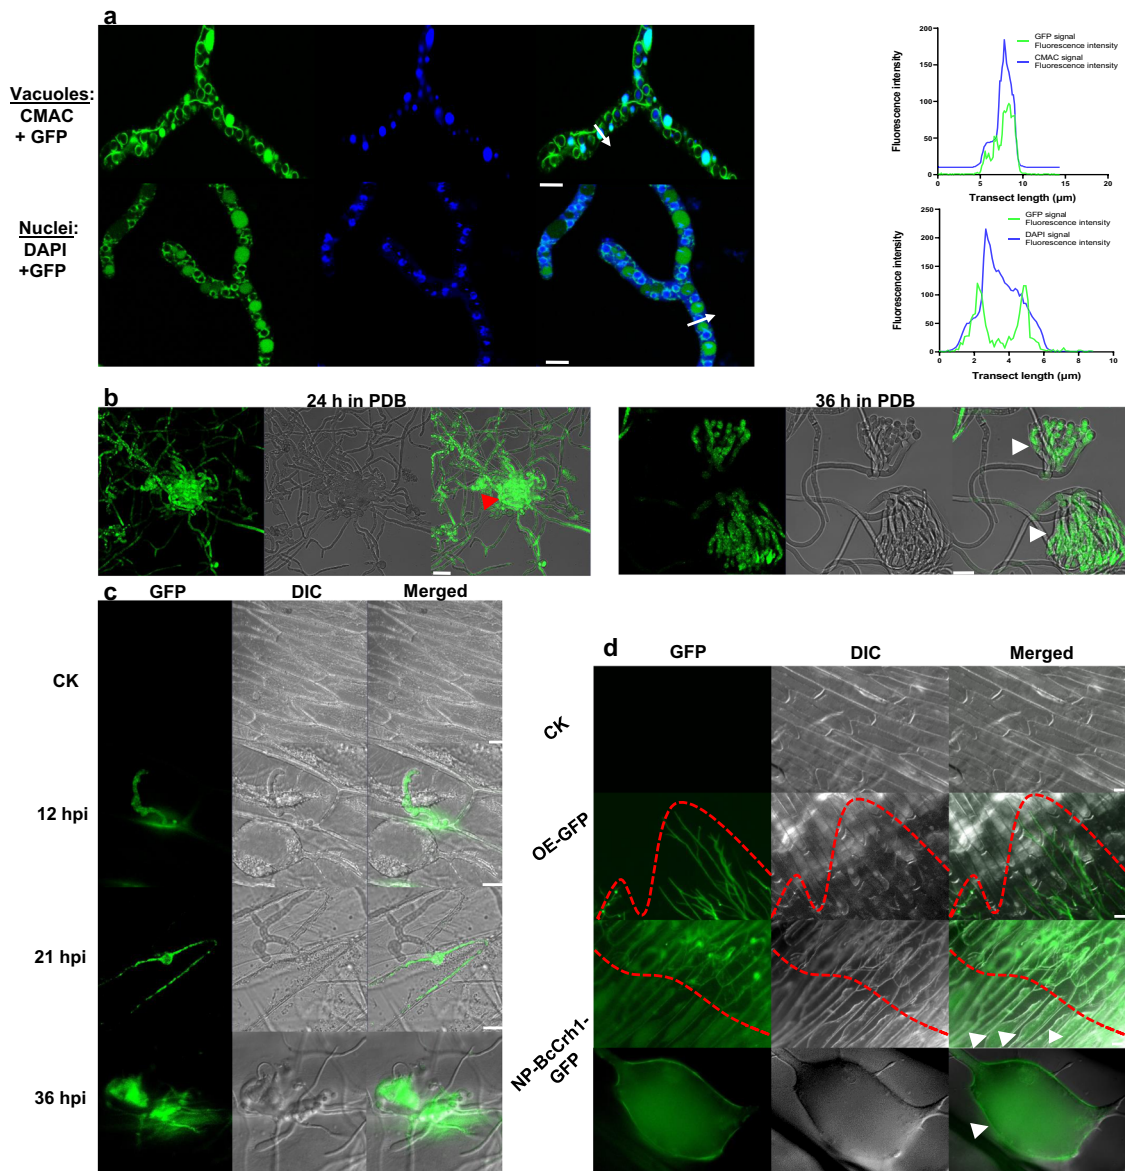 a
Vacuoles:
CMAC
+ GFP
Nuclei:
DAPI
+GFP
Fluorescence intensity
200
150
100
50
0
0 5 10 15 20
Transect length (µm)
GFP signal
Fluorescence intensity
CMAC signal
Fluorescence intensity
Fluorescence intensity
250
200
150
100
50
0
0 2 4 6 8 10
Transect length (µm)
GFP signal
Fluorescence intensity
DAPI signal
Fluorescence intensity
b
24 h in PDB
36 h in PDB
c
GFP DIC Merged
CK
12 hpi
21 hpi
36 hpi
d
GFP DIC Merged
CK
OE-GFP
NP-BcCrh1-
GFP